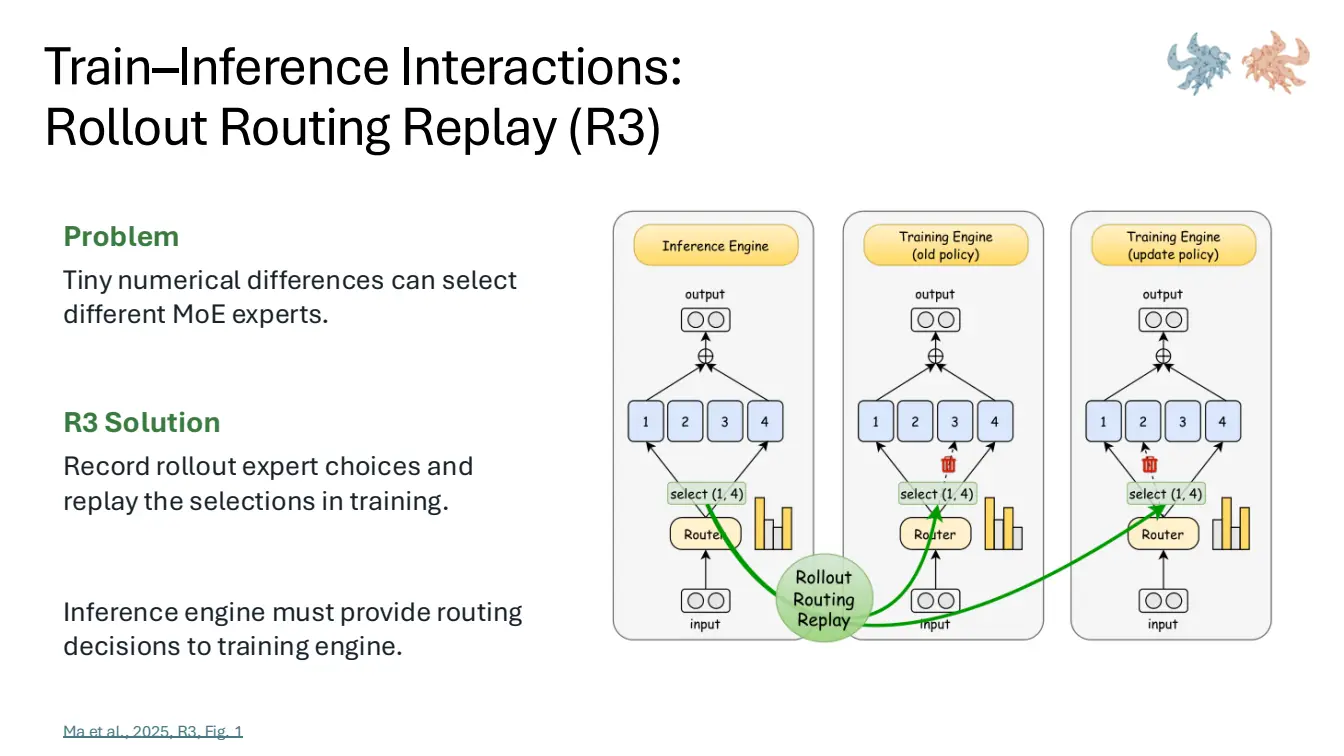 Train–Inference Interactions:
Rollout Routing Replay (R3)
Problem
Tiny numerical differences can select
different MoE experts.
R3 Solution
Record rollout expert choices and
replay the selections in training.
Inference engine must provide routing
decisions to training engine.
Ma et al., 2025, R3, Fig. 1
Inference Engine
output
1 2 3 4
select (1, 4)
Router
input
Training Engine
(old policy)
output
1 2 3 4
select (1, 4)
Router
input
Training Engine
(update policy)
output
1 2 3 4
select (1, 4)
Router
input
Rollout
Routing
Replay